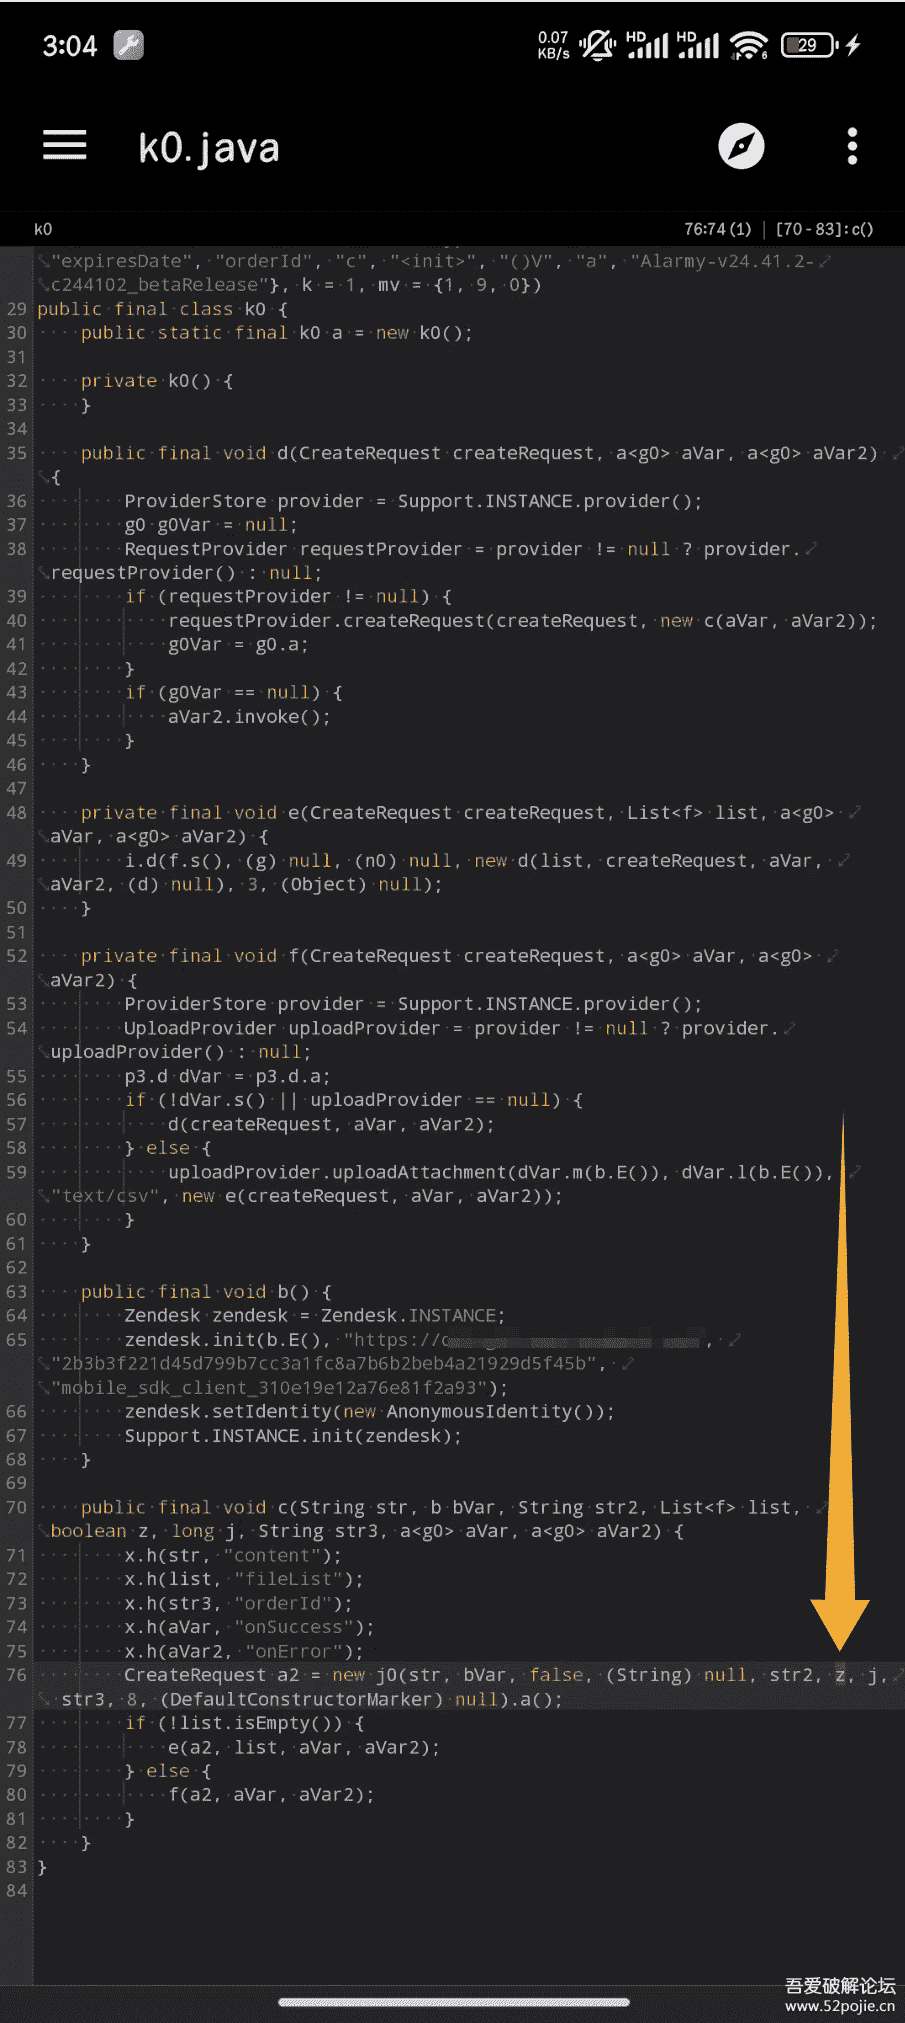 3:04
0.07
KB/s
HD
HD
6
29
k0.java
k0
76:74 (1) | [70-83]:c()
"expiresDate", "orderId", "c", "<init>", "()V", "a", "Alarmy-v24.41.2-
c244102_betaRelease"}, k = 1, mv = {1, 9, 0})
29 public final class k0 {
30 public static final k0 a = new k0();
31
32 private k0() {
33 }
34
35 public final void d(CreateRequest createRequest, a<g0> aVar, a<g0> aVar2)
{
36 ProviderStore provider = Support.INSTANCE.provider();
37 g0 g0Var = null;
38 RequestProvider requestProvider = provider != null ? provider.
requestProvider() : null;
39 if (requestProvider != null) {
40 requestProvider.createRequest(createRequest, new c(aVar, aVar2));
41 g0Var = g0.a;
42 }
43 if (g0Var == null) {
44 aVar2.invoke();
45 }
46 }
47
48 private final void e(CreateRequest createRequest, List<f> list, a<g0>
aVar, a<g0> aVar2) {
49 i.d(f.s(), (g) null, (n0) null, new d(list, createRequest, aVar,
aVar2, (d) null), 3, (Object) null);
50 }
51
52 private final void f(CreateRequest createRequest, a<g0> aVar, a<g0>
aVar2) {
53 ProviderStore provider = Support.INSTANCE.provider();
54 UploadProvider uploadProvider = provider != null ? provider.
uploadProvider() : null;
55 p3.d dVar = p3.d.a;
56 if (!dVar.s() || uploadProvider == null) {
57 d(createRequest, aVar, aVar2);
58 } else {
59 uploadProvider.uploadAttachment(dVar.m(b.E()), dVar.l(b.E()),
"text/csv", new e(createRequest, aVar, aVar2));
60 }
61 }
62
63 public final void b() {
64 Zendesk zendesk = Zendesk.INSTANCE;
65 zendesk.init(b.E(), "https://
"2b3b3f221d45d799b7cc3a1fc8a7b6b2beb4a21929d5f45b",
"mobile_sdk_client_310e19e12a76e81f2a93");
66 zendesk.setIdentity(new AnonymousIdentity());
67 Support.INSTANCE.init(zendesk);
68 }
69
70 public final void c(String str, b bVar, String str2, List<f> list,
boolean z, long j, String str3, a<g0> aVar, a<g0> aVar2) {
71 x.h(str, "content");
72 x.h(list, "fileList");
73 x.h(str3, "orderId");
74 x.h(aVar, "onSuccess");
75 x.h(aVar2, "onError");
76 CreateRequest a2 = new j0(str, bVar, false, (String) null, str2, z, j,
str3, 8, (DefaultConstructorMarker) null).a();
77 if (!list.isEmpty()) {
78 e(a2, list, aVar, aVar2);
79 } else {
80 f(a2, aVar, aVar2);
81 }
82 }
83 }
84
吾爱破解论坛
www.52pojie.cn